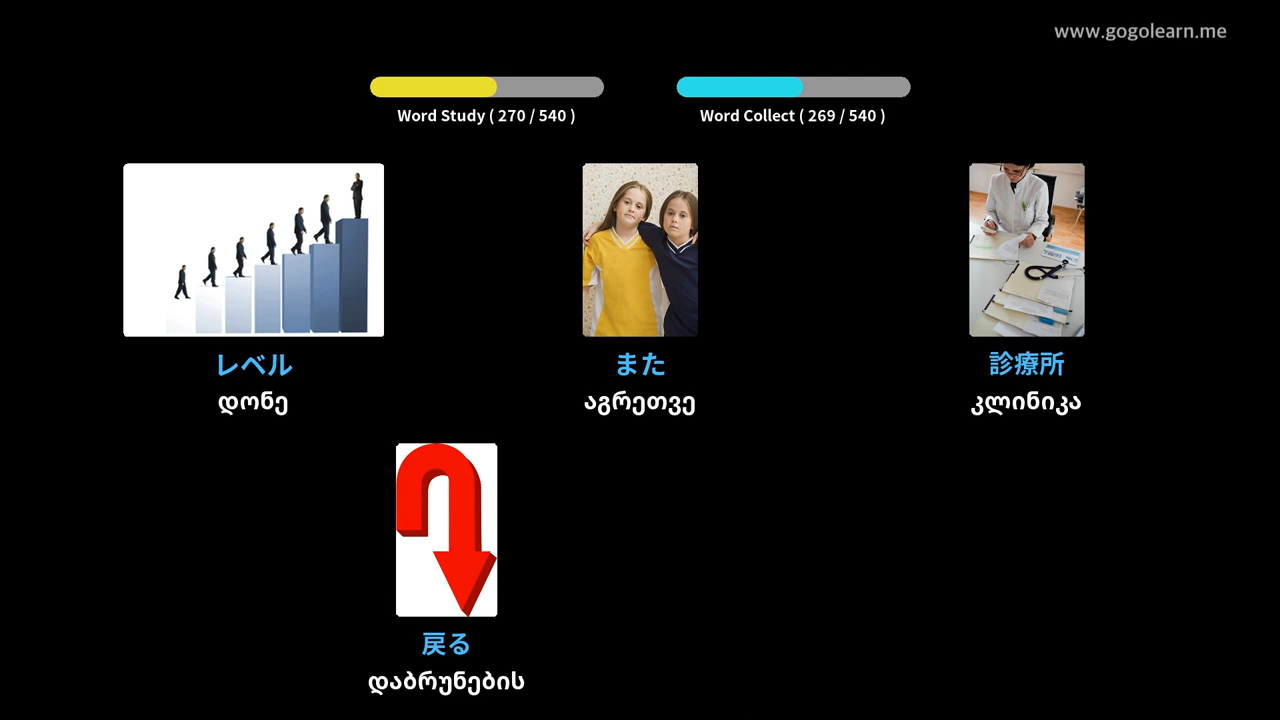 www.gogolearn.me
Word Study ( 270 / 540 )
Word Collect ( 269 / 540 )
レベル
დონე
また
აგრეთვე
診療所
კლინიკა
戻る
დაბრუნების